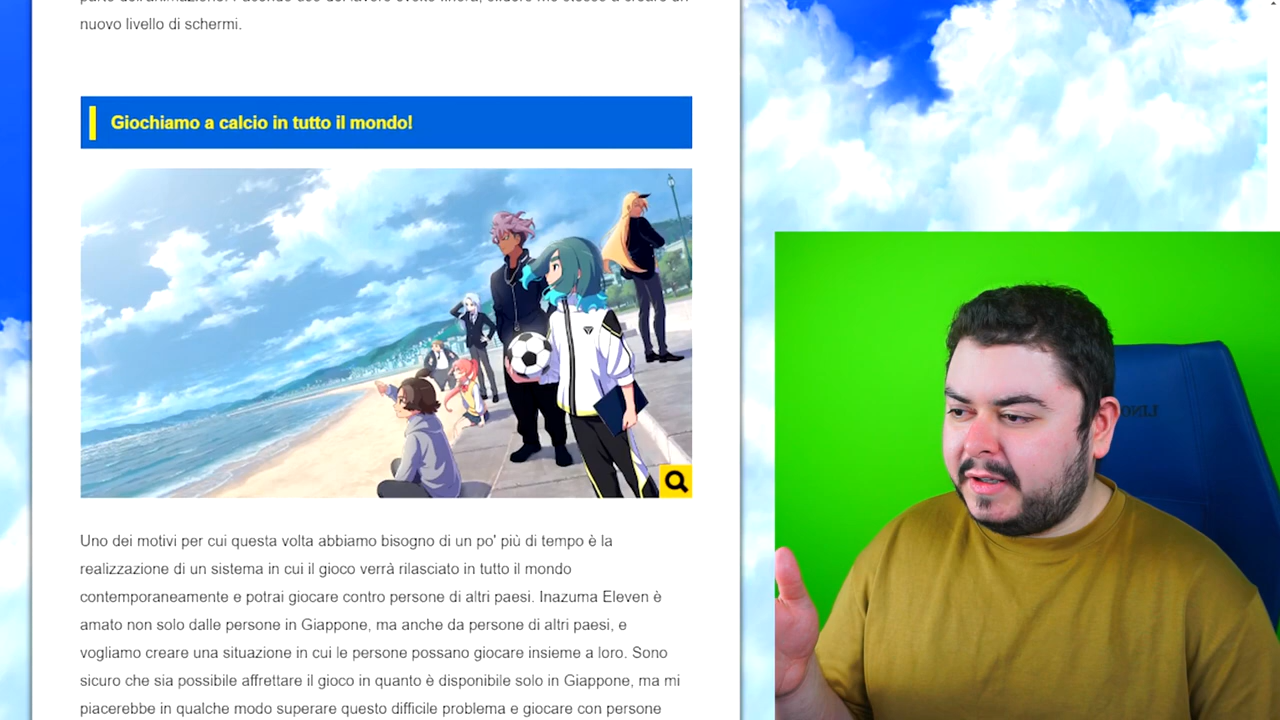 nuovo livello di schermi.
Giochiamo a calcio in tutto il mondo!
Uno dei motivi per cui questa volta abbiamo bisogno di un po' più di tempo è la
realizzazione di un sistema in cui il gioco verrà rilasciato in tutto il mondo
contemporaneamente e potrai giocare contro persone di altri paesi. Inazuma Eleven è
amato non solo dalle persone in Giappone, ma anche da persone di altri paesi, e
vogliamo creare una situazione in cui le persone possano giocare insieme a loro. Sono
sicuro che sia possibile affrettare il gioco in quanto è disponibile solo in Giappone, ma mi
piacerebbe in qualche modo superare questo difficile problema e giocare con persone